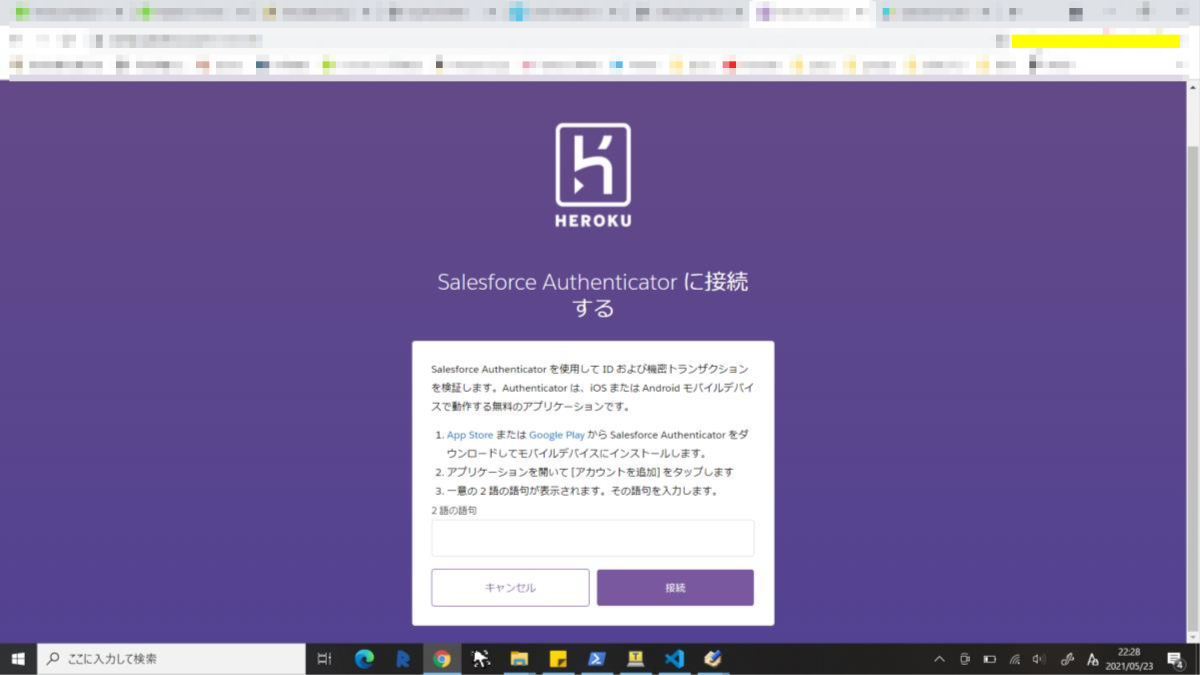 HEROKU
Salesforce Authenticator に接続
する
Salesforce Authenticator を使用して ID および機密トランザクション
を検証します。Authenticator は、iOS または Android モバイルデバイ
スで動作する無料のアプリケーションです。
1. App Store または Google Play から Salesforce Authenticator をダ
ウンロードしてモバイルデバイスにインストールします。
2. アプリケーションを開いて [アカウントを追加] をタップします
3. 一意の 2 語の語句が表示されます。その語句を入力します。
2 語の語句
キャンセル 接続
ここに入力して検索
22:28
2021/05/23
4